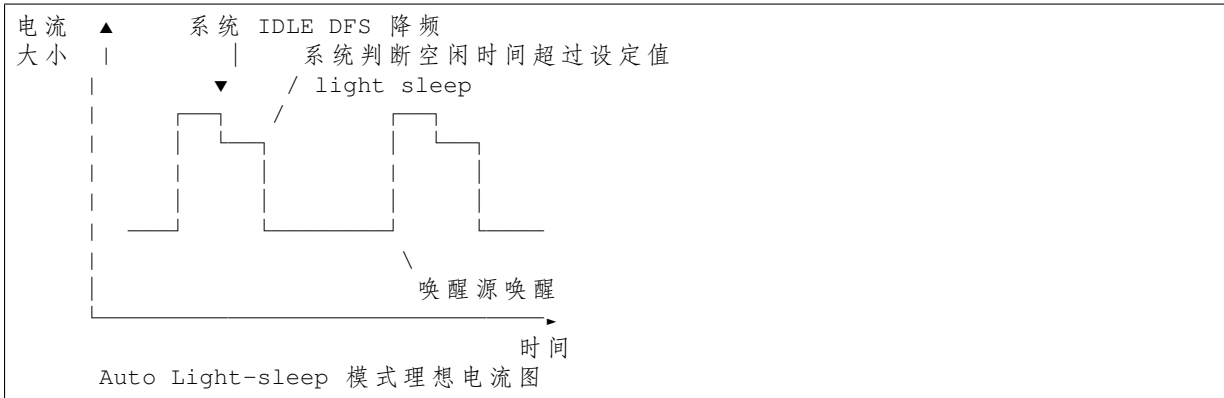 电流 系统 IDLE DFS 降频
大小 系统判断空闲时间超过设定值
light sleep
唤醒源唤醒
时间
Auto Light-sleep 模式理想电流图